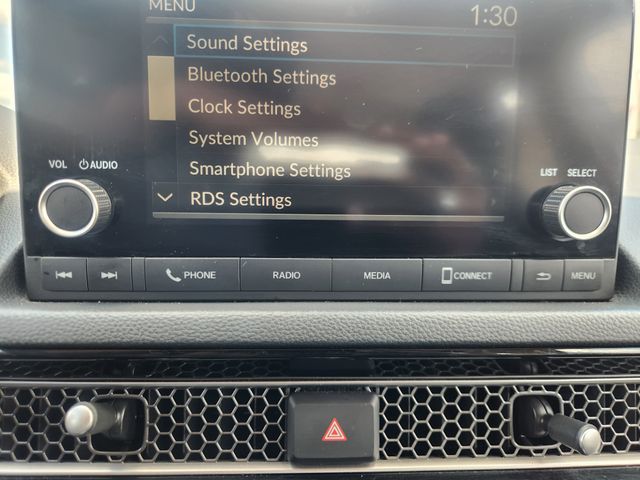 MENU 1:30
Sound Settings
Bluetooth Settings
Clock Settings
System Volumes
Smartphone Settings
RDS Settings
VOL AUDIO
LIST SELECT
PHONE RADIO MEDIA CONNECT MENU